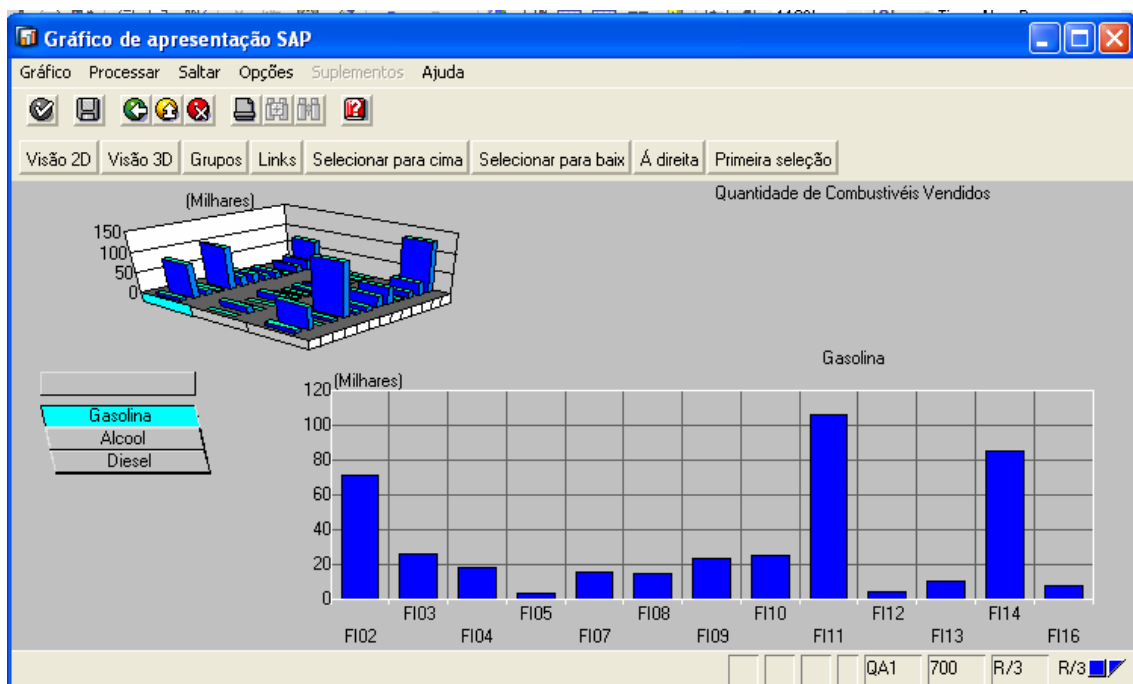 Gráfico de apresentação SAP
Gráfico Processar Saltar Opções Suplementos Ajuda
Visão 2D Visão 3D Grupos Links Selecionar para cima Selecionar para baix Á direita Primeira seleção
Quantidade de Combustivéis Vendidos
(Milhares)
150
100
50
0
Gasolina
Alcool
Diesel
Gasolina
(Milhares)
120
100
80
60
40
20
0
FI03 FI05 FI08 FI10 FI12 FI14
FI02 FI04 FI07 FI09 FI11 FI13 FI16
QA1 700 R/3 R/3